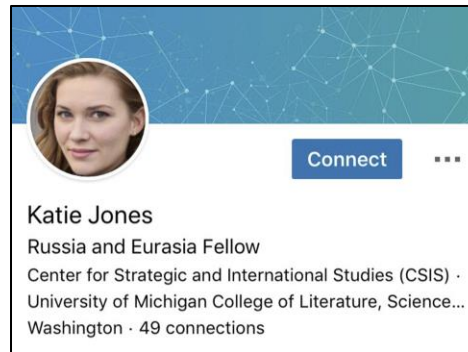 Connect
Katie Jones
Russia and Eurasia Fellow
Center for Strategic and International Studies (CSIS) ·
University of Michigan College of Literature, Science...
Washington · 49 connections